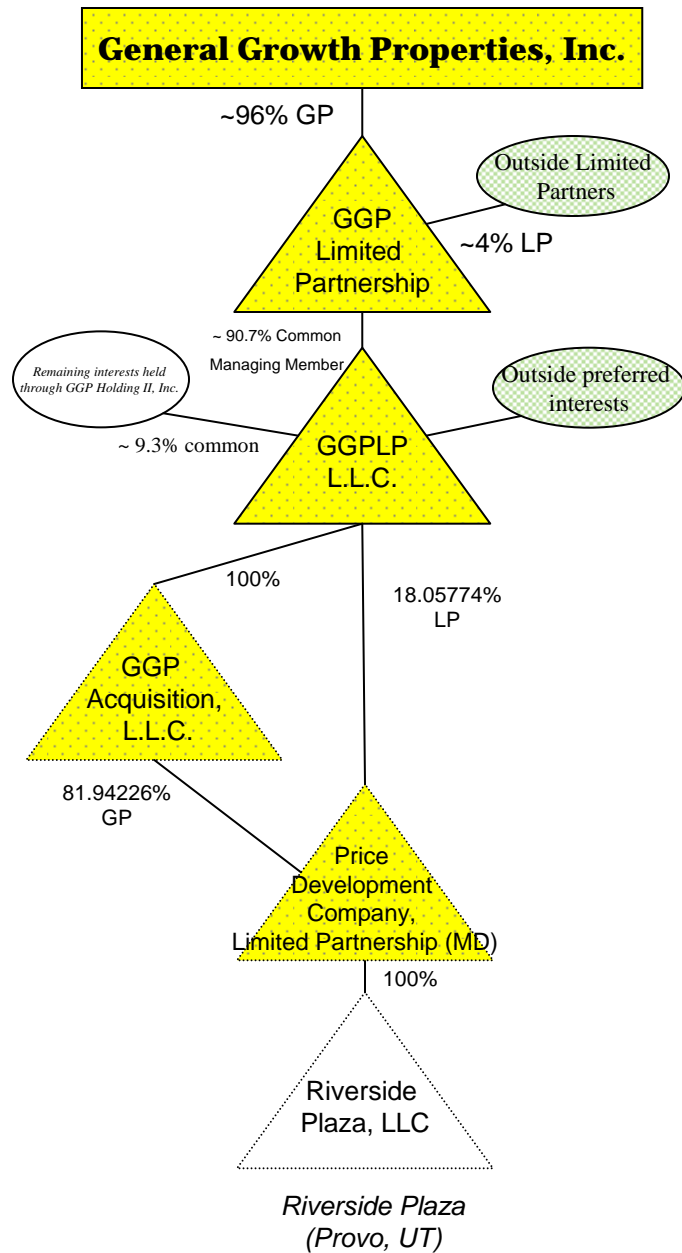 General Growth Properties, Inc.
~96% GP
Outside Limited
Partners
GGP
Limited
Partnership
~4% LP
~ 90.7% Common
Managing Member
Remaining interests held
through GGP Holding II, Inc.
Outside preferred
interests
~ 9.3% common
GGPLP
L.L.C.
100%
18.05774%
LP
GGP
Acquisition,
L.L.C.
81.94226%
GP
Price
Development
Company,
Limited Partnership (MD)
100%
Riverside
Plaza, LLC
Riverside Plaza
(Provo, UT)